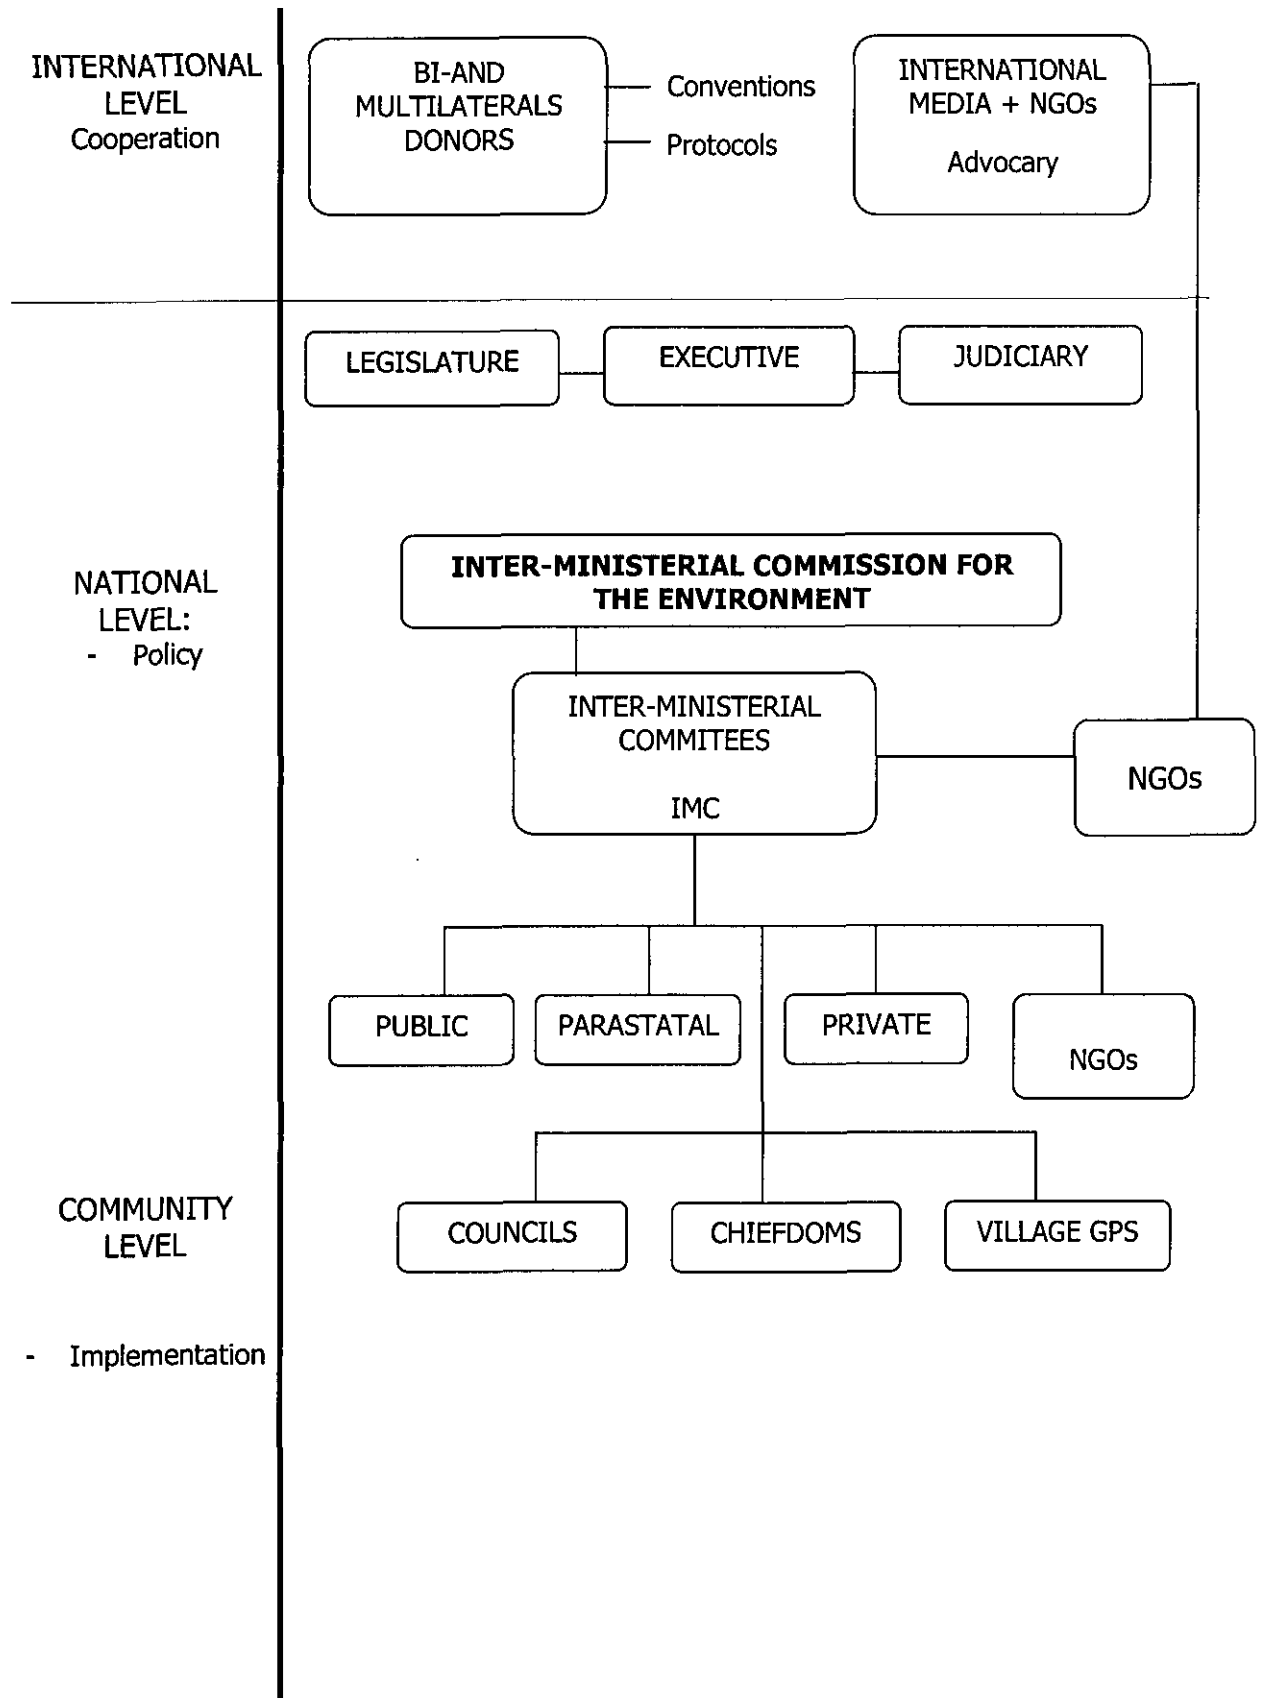 INTERNATIONAL
LEVEL
Cooperation
BI-AND
MULTILATERALS
DONORS
Conventions
Protocols
INTERNATIONAL
MEDIA + NGOs
Advocary
LEGISLATURE
EXECUTIVE
JUDICIARY
NATIONAL
LEVEL:
- Policy
INTER-MINISTERIAL COMMISSION FOR
THE ENVIRONMENT
INTER-MINISTERIAL
COMMITEES
IMC
NGOs
PUBLIC
PARASTATAL
PRIVATE
NGOs
COMMUNITY
LEVEL
- Implementation
COUNCILS
CHIEFDOMS
VILLAGE GPS